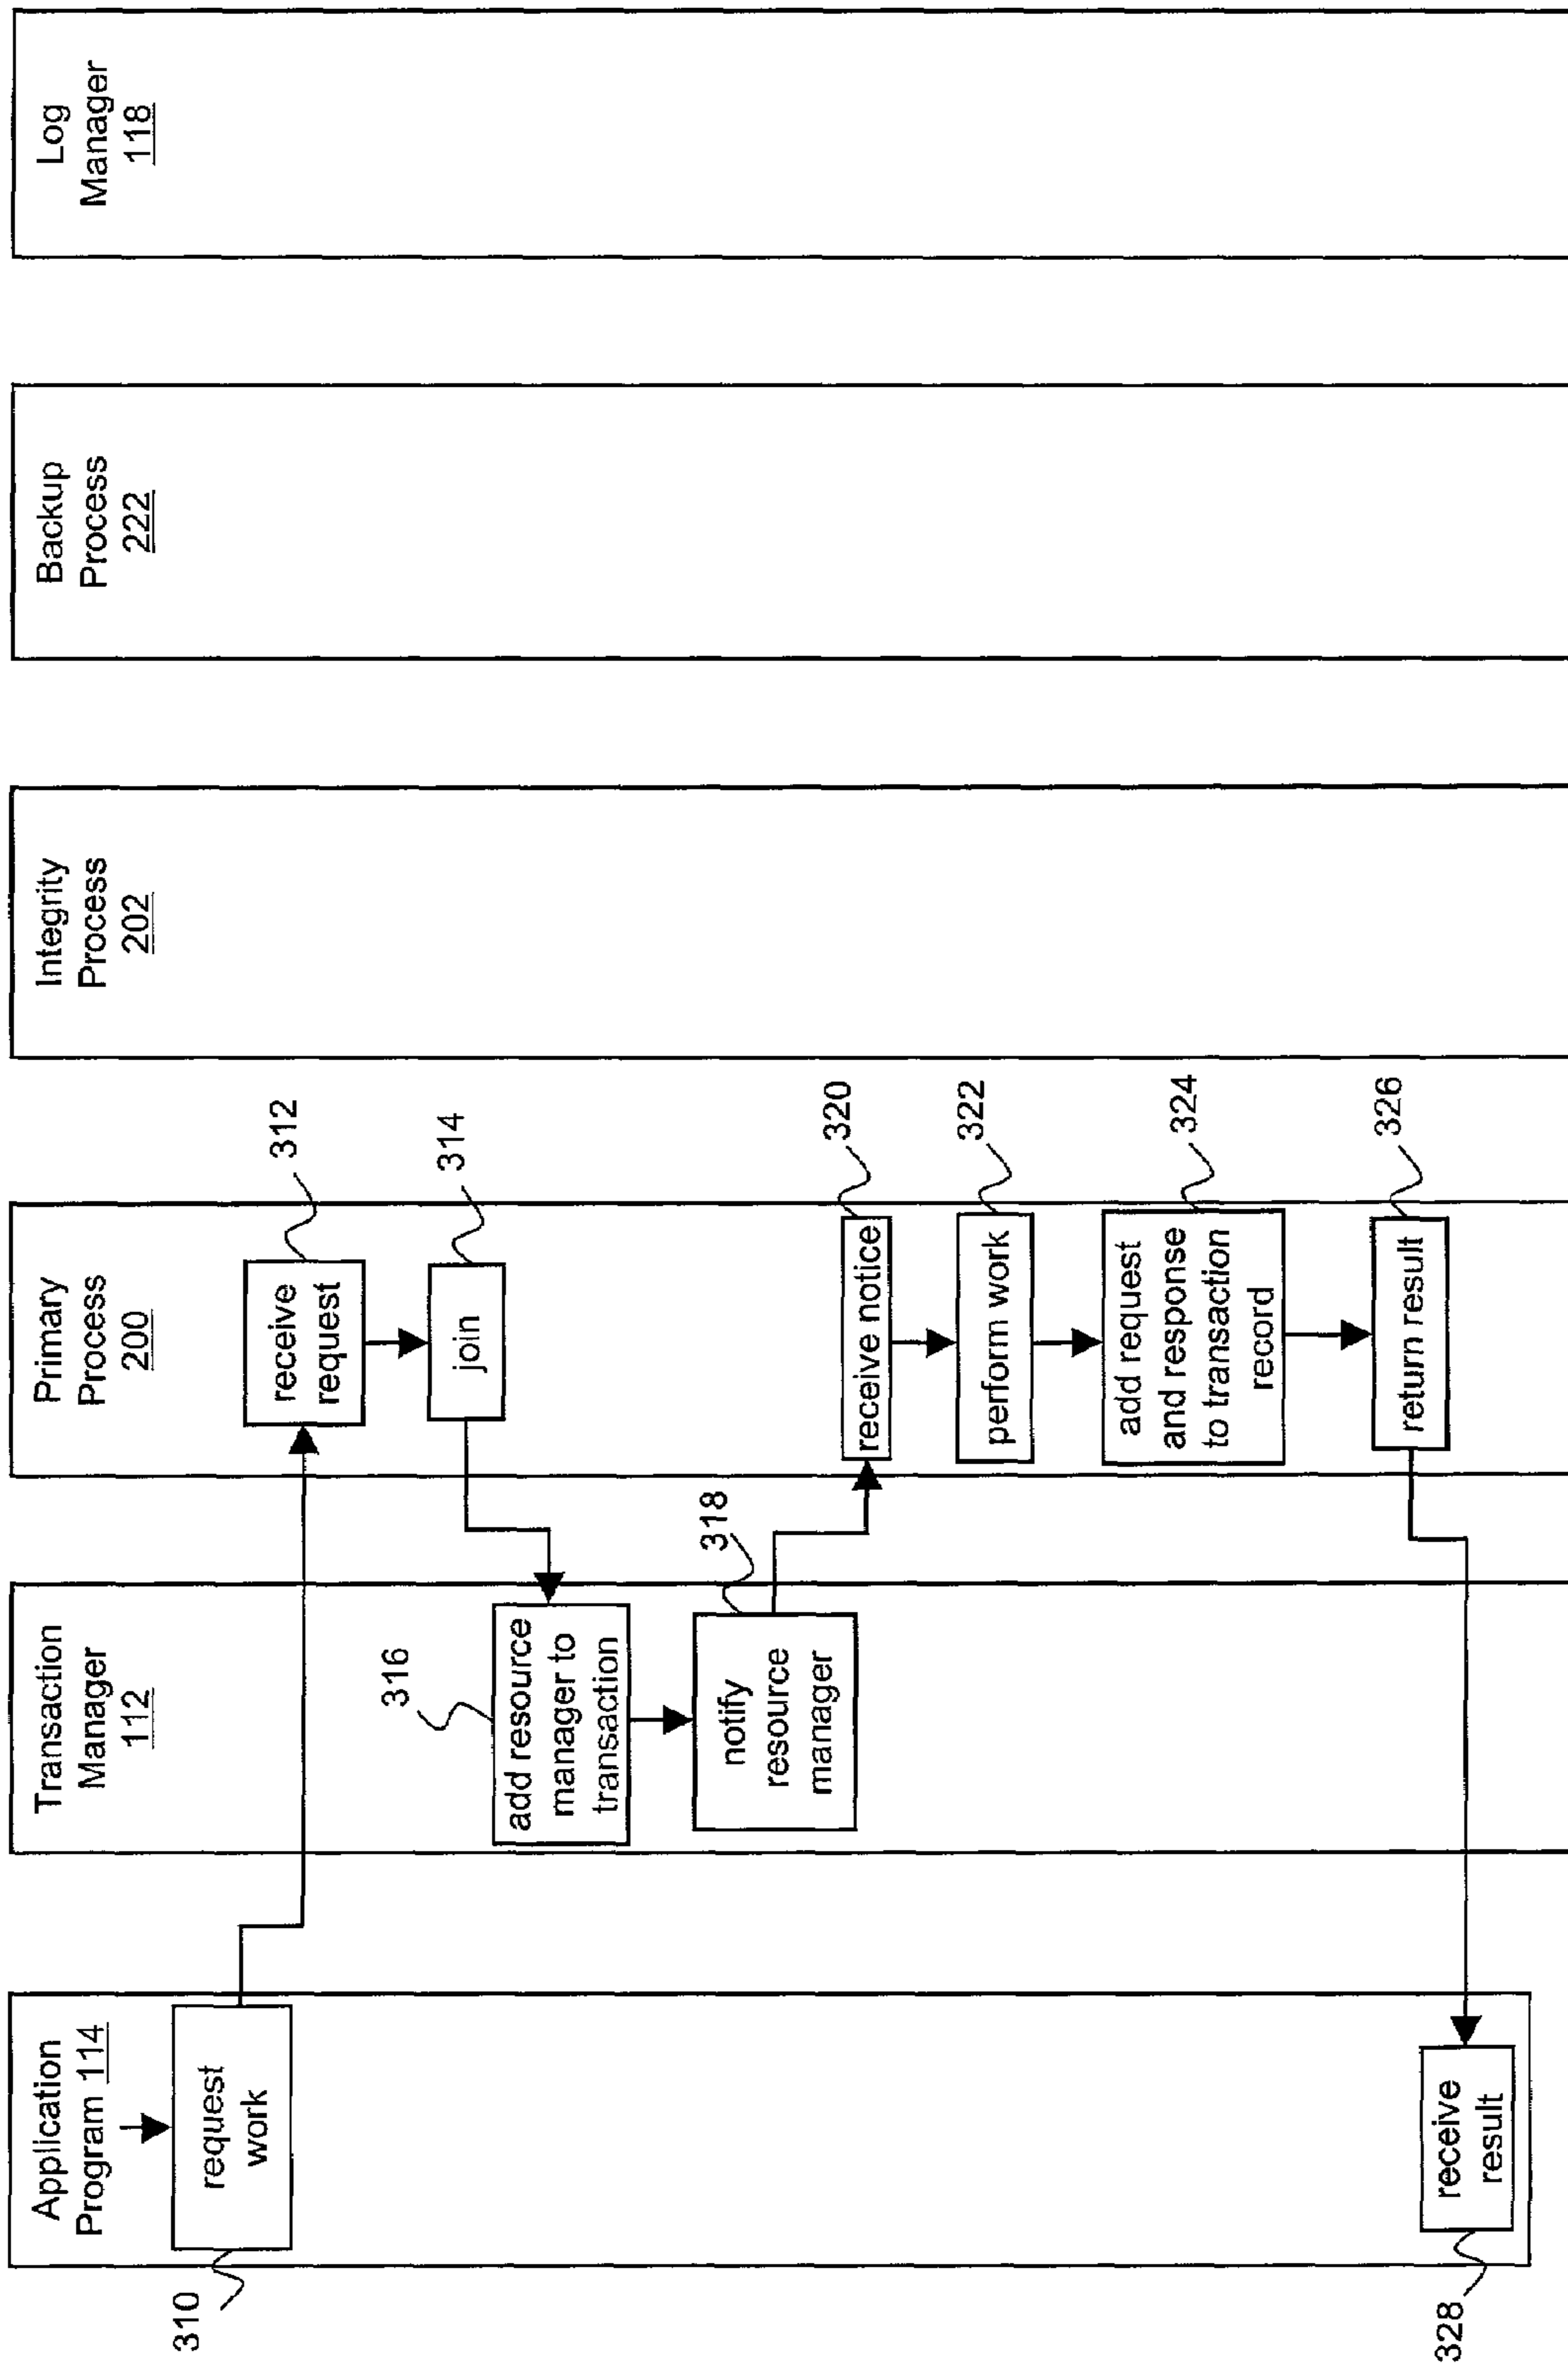 Application
Program 114
Transaction
Manager
112
Primary
Process
200
Integrity
Process
202
Backup
Process
222
Log
Manager
118
310
request
work
receive
request
312
join
314
316
add resource
manager to
transaction
notify
resource
manager
318
receive notice
320
perform work
322
add request
and response
to transaction
record
324
return result
326
receive
result
328